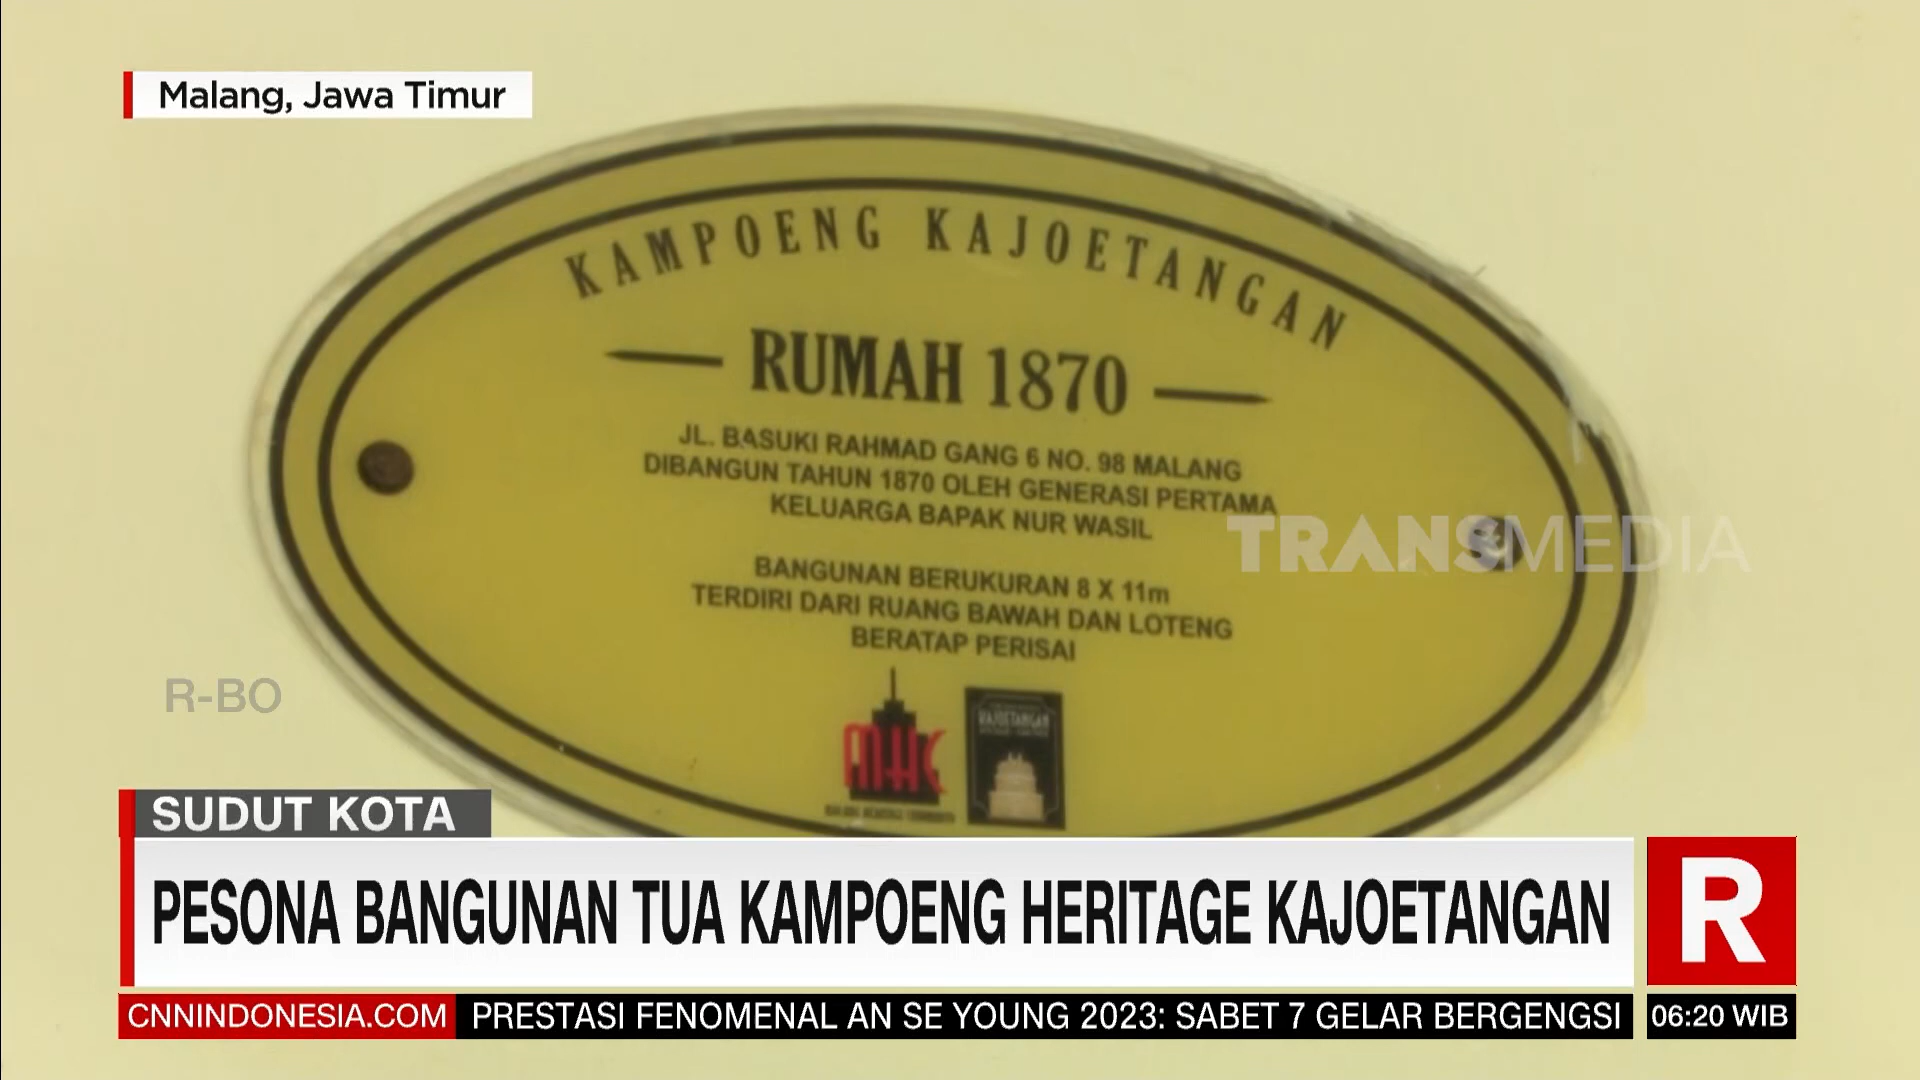 Malang, Jawa Timur
KAMPOENG KAJOETANGAN
RUMAH 1870
JL. BASUKI RAHMAD GANG 6 NO. 98 MALANG
DIBANGUN TAHUN 1870 OLEH GENERASI PERTAMA
KELUARGA BAPAK NUR WASIL
TRANSMEDIA
BANGUNAN BERUKURAN 8 X 11m
TERDIRI DARI RUANG BAWAH DAN LOTENG
BERATAP PERISAI
R-BO
MHC
KAJOETANGAN
SUDUT KOTA
PESONA BANGUNAN TUA KAMPOENG HERITAGE KAJOETANGAN
R
CNNINDONESIA.COM
PRESTASI FENOMENAL AN SE YOUNG 2023: SABET 7 GELAR BERGENGSI
06:20 WIB